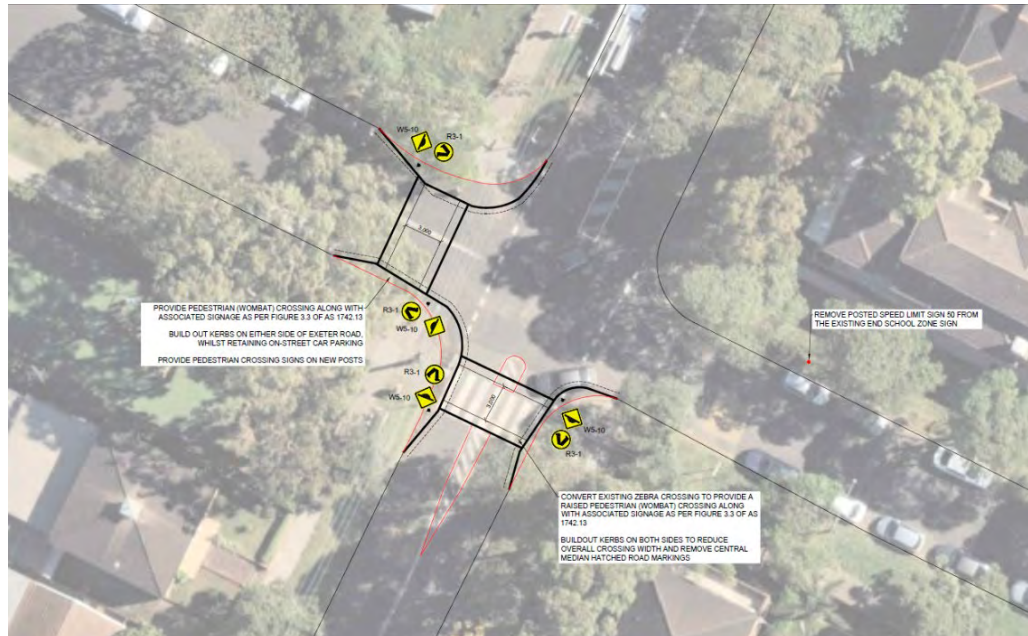 W5-10
R3-1
3,000
PROVIDE PEDESTRIAN (WOMBAT) CROSSING ALONG WITH
ASSOCIATED SIGNAGE AS PER FIGURE 3.3 OF AS
1742.13
BUILD OUT KERBS ON EITHER SIDE OF EXETER ROAD,
WHILST RETAINING ON-STREET CAR PARKING
PROVIDE PEDESTRIAN CROSSING SIGNS ON NEW POSTS
R3-1
W5-10
REMOVE POSTED SPEED LIMIT SIGN 50 FROM
THE EXISTING END SCHOOL ZONE SIGN
R3-1
W5-10
3,000
W5-10
R3-1
CONVERT EXISTING ZEBRA CROSSING TO PROVIDE A
RAISED PEDESTRIAN (WOMBAT) CROSSING ALONG
WITH ASSOCIATED SIGNAGE AS PER FIGURE 3.3 OF AS
1742.13
BUILDOUT KERBS ON BOTH SIDES TO REDUCE
OVERALL CROSSING WIDTH AND REMOVE CENTRAL
MEDIAN HATCHED ROAD MARKINGS